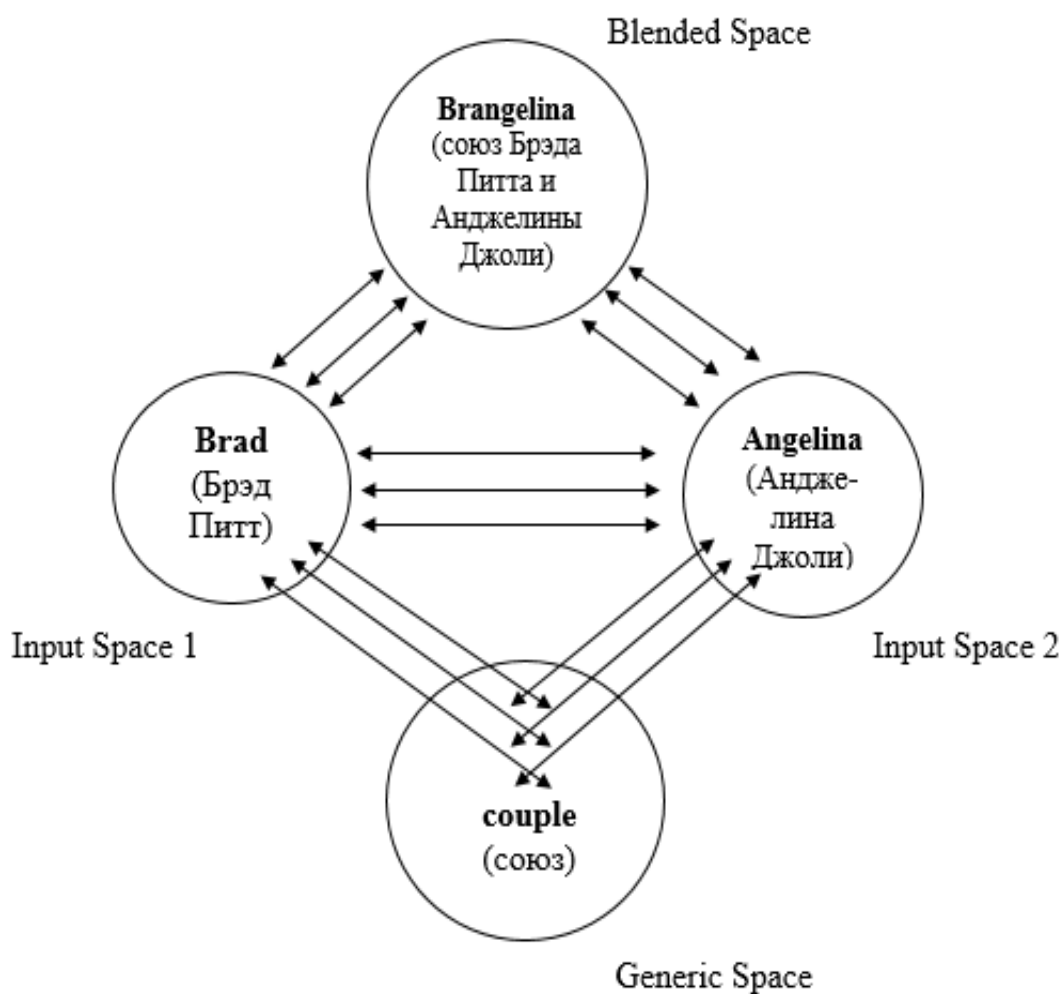 Blended Space
Brangelina
(союз Брэда
Питта и
Анджелины
Джоли)
Brad
(Брэд
Питт)
Angelina
(Андже-
лина
Джоли)
Input Space 1
Input Space 2
couple
(союз)
Generic Space